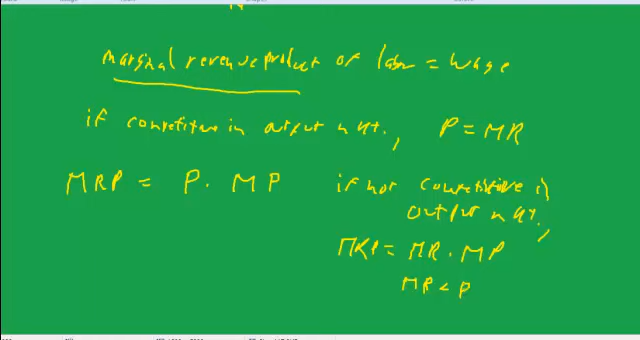 marginal revenue product of labor = wage
if competitive in output mkt., P = MR
MRP = P . MP
if not competitive in
output mkt.,
MRP = MR . MP
MR < P